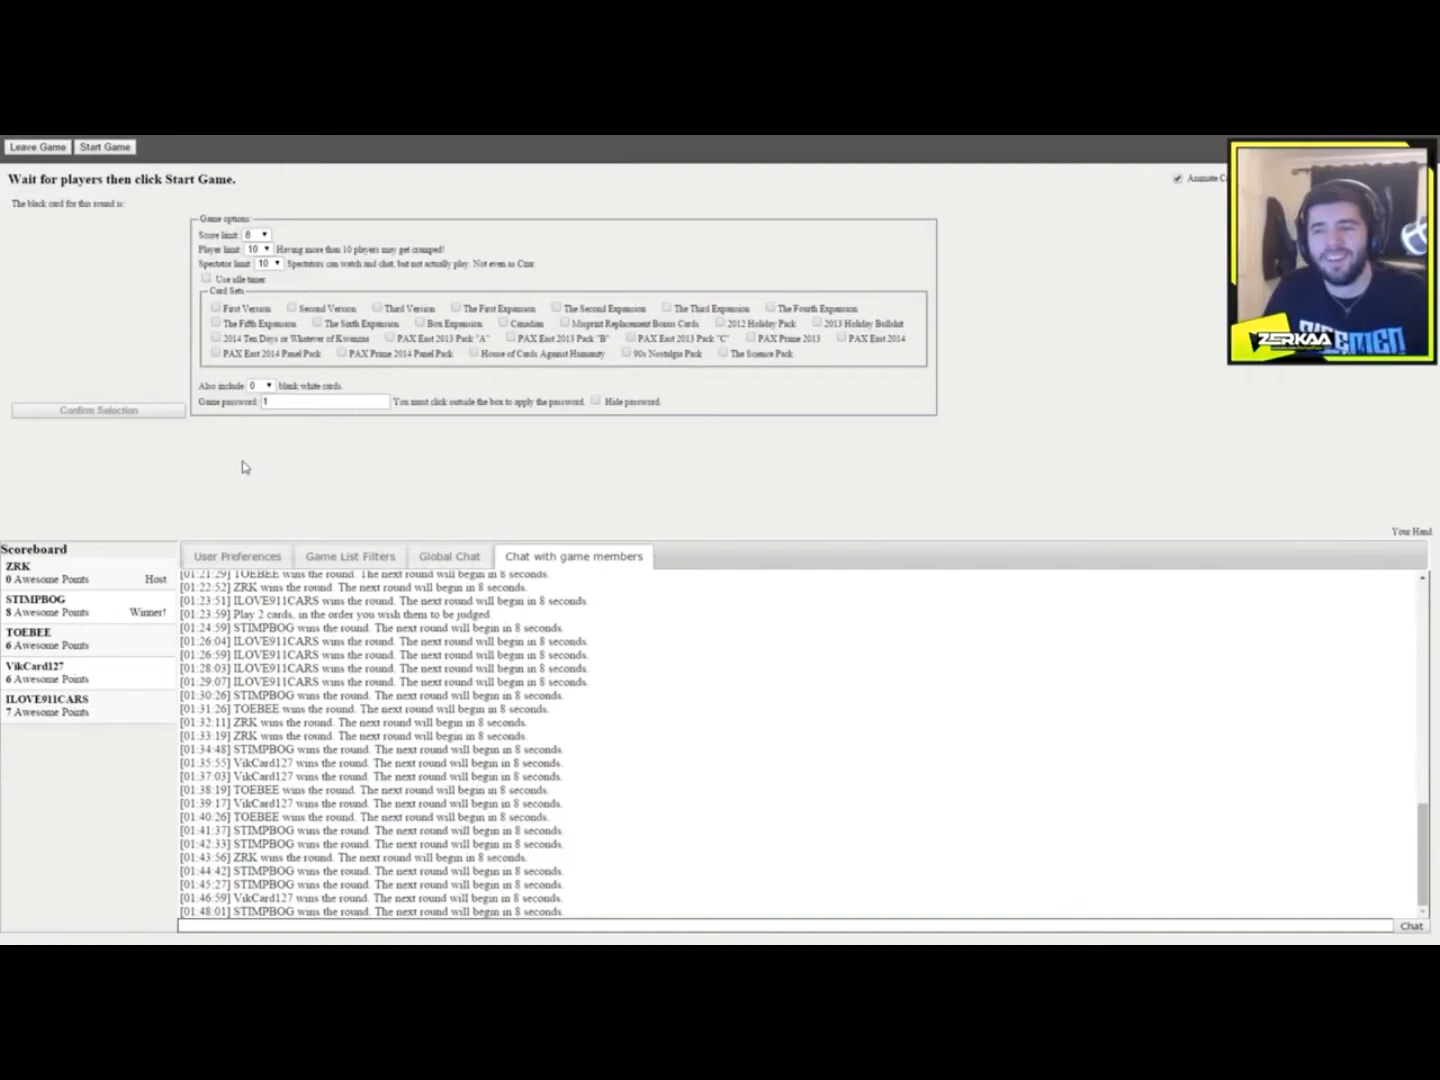 Leave Game Start Game
Wait for players then click Start Game.
Animate C
The black card for this round is:
Game options:
Score limit: 8
Player limit: 10 Having more than 10 players may get cramped!
Spectator limit: 10 Spectators can watch and chat, but not actually play. Not even as Czar.
Use idle timer.
Card Sets
First Version Second Version Third Version The First Expansion The Second Expansion The Third Expansion The Fourth Expansion
The Fifth Expansion The Sixth Expansion Box Expansion Canadian Misprint Replacement Bonus Cards 2012 Holiday Pack 2013 Holiday Bullshit
2014 Ten Days or Whatever of Kwanzaa PAX East 2013 Pack "A" PAX East 2013 Pack "B" PAX East 2013 Pack "C" PAX Prime 2013 PAX East 2014
PAX East 2014 Panel Pack PAX Prime 2014 Panel Pack House of Cards Against Humanity 90s Nostalgia Pack The Science Pack
Also include 0 blank white cards.
Game password: 1 You must click outside the box to apply the password. Hide password.
Confirm Selection
ZERKAA
Your Hand
Scoreboard
ZRK
0 Awesome Points Host
STIMPBOG
8 Awesome Points Winner!
TOEBEE
6 Awesome Points
VikCard127
6 Awesome Points
ILOVE911CARS
7 Awesome Points
User Preferences Game List Filters Global Chat Chat with game members
[01:21:29] TOEBEE wins the round. The next round will begin in 8 seconds.
[01:22:52] ZRK wins the round. The next round will begin in 8 seconds.
[01:23:51] ILOVE911CARS wins the round. The next round will begin in 8 seconds.
[01:23:59] Play 2 cards, in the order you wish them to be judged.
[01:24:59] STIMPBOG wins the round. The next round will begin in 8 seconds.
[01:26:04] ILOVE911CARS wins the round. The next round will begin in 8 seconds.
[01:26:59] ILOVE911CARS wins the round. The next round will begin in 8 seconds.
[01:28:03] ILOVE911CARS wins the round. The next round will begin in 8 seconds.
[01:29:07] ILOVE911CARS wins the round. The next round will begin in 8 seconds.
[01:30:26] STIMPBOG wins the round. The next round will begin in 8 seconds.
[01:31:26] TOEBEE wins the round. The next round will begin in 8 seconds.
[01:32:11] ZRK wins the round. The next round will begin in 8 seconds.
[01:33:19] ZRK wins the round. The next round will begin in 8 seconds.
[01:34:48] STIMPBOG wins the round. The next round will begin in 8 seconds.
[01:35:55] VikCard127 wins the round. The next round will begin in 8 seconds.
[01:37:03] VikCard127 wins the round. The next round will begin in 8 seconds.
[01:38:19] TOEBEE wins the round. The next round will begin in 8 seconds.
[01:39:17] VikCard127 wins the round. The next round will begin in 8 seconds.
[01:40:26] TOEBEE wins the round. The next round will begin in 8 seconds.
[01:41:37] STIMPBOG wins the round. The next round will begin in 8 seconds.
[01:42:33] STIMPBOG wins the round. The next round will begin in 8 seconds.
[01:43:56] ZRK wins the round. The next round will begin in 8 seconds.
[01:44:42] STIMPBOG wins the round. The next round will begin in 8 seconds.
[01:45:27] STIMPBOG wins the round. The next round will begin in 8 seconds.
[01:46:59] VikCard127 wins the round. The next round will begin in 8 seconds.
[01:48:01] STIMPBOG wins the round. The next round will begin in 8 seconds.
Chat